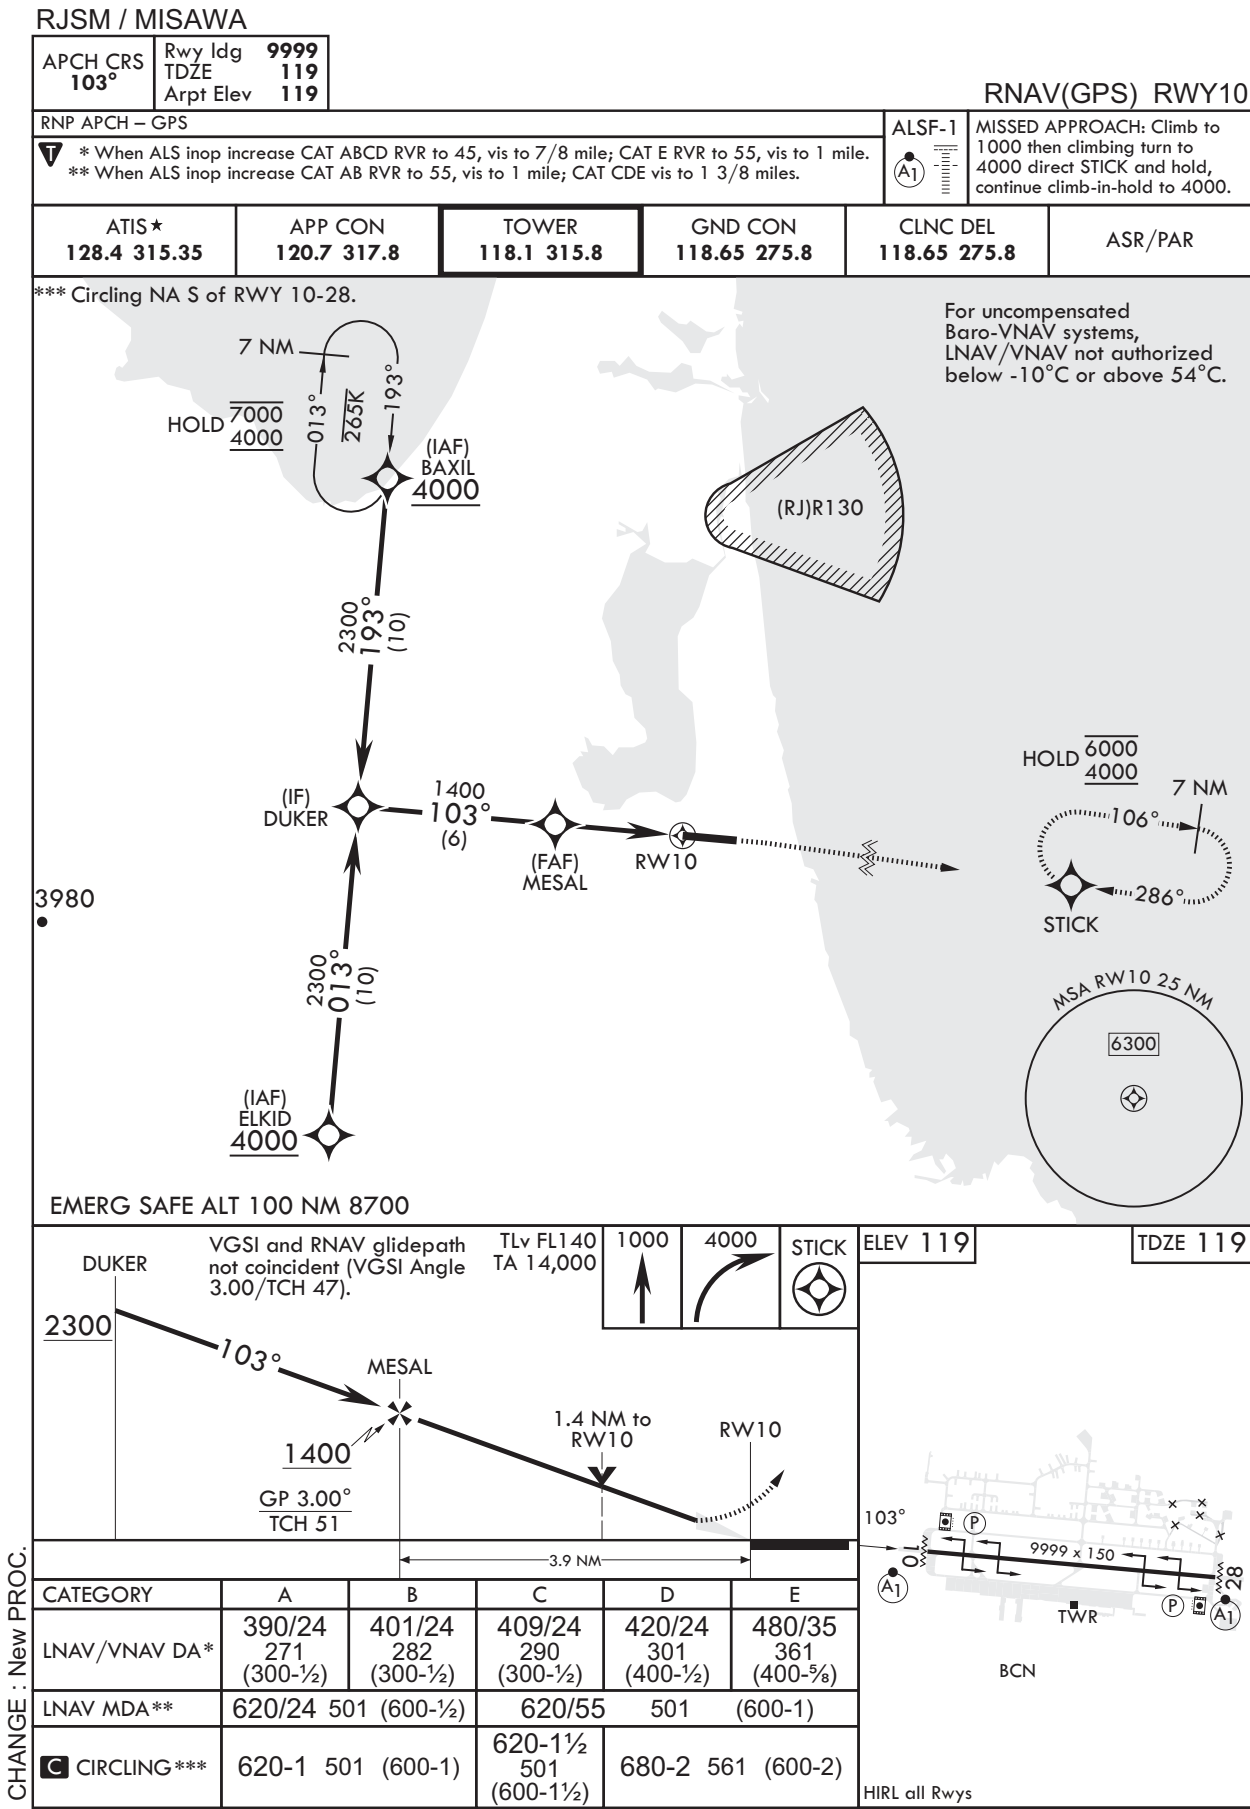 RJSM / MISAWA
APCH CRS
103°
Rwy ldg 9999
TDZE 119
Arpt Elev 119
RNAV(GPS) RWY10
RNP APCH – GPS
T
* When ALS inop increase CAT ABCD RVR to 45, vis to 7/8 mile; CAT E RVR to 55, vis to 1 mile.
** When ALS inop increase CAT AB RVR to 55, vis to 1 mile; CAT CDE vis to 1 3/8 miles.
ALSF-1
A1
MISSED APPROACH: Climb to
1000 then climbing turn to
4000 direct STICK and hold,
continue climb-in-hold to 4000.
ATIS★
128.4 315.35
APP CON
120.7 317.8
TOWER
118.1 315.8
GND CON
118.65 275.8
CLNC DEL
118.65 275.8
ASR/PAR
*** Circling NA S of RWY 10-28.
For uncompensated
Baro-VNAV systems,
LNAV/VNAV not authorized
below -10°C or above 54°C.
7 NM
HOLD 7000
4000
013°
265K
193°
(IAF)
BAXIL
4000
(RJ)R130
2300
193°
(10)
HOLD 6000
4000
7 NM
106°
286°
STICK
(IF)
DUKER
1400
103°
(6)
(FAF)
MESAL
RW10
3980
2300
013°
(10)
(IAF)
ELKID
4000
MSA RW10 25 NM
6300
EMERG SAFE ALT 100 NM 8700
DUKER
2300
VGSI and RNAV glidepath
not coincident (VGSI Angle
3.00/TCH 47).
TLv FL140
TA 14,000
1000
4000
STICK
103°
MESAL
1400
GP 3.00°
TCH 51
1.4 NM to
RW10
RW10
3.9 NM
ELEV 119
TDZE 119
103°
10
A1
P
9999 x 150
TWR
P
A1
28
BCN
HIRL all Rwys
CATEGORY A B C D E
LNAV/VNAV DA*
390/24
271
(300-½)
401/24
282
(300-½)
409/24
290
(300-½)
420/24
301
(400-½)
480/35
361
(400-⅝)
LNAV MDA** 620/24 501 (600-½) 620/55 501 (600-1)
C CIRCLING*** 620-1 501 (600-1)
620-1½
501
(600-1½)
680-2 561 (600-2)
CHANGE : New PROC.